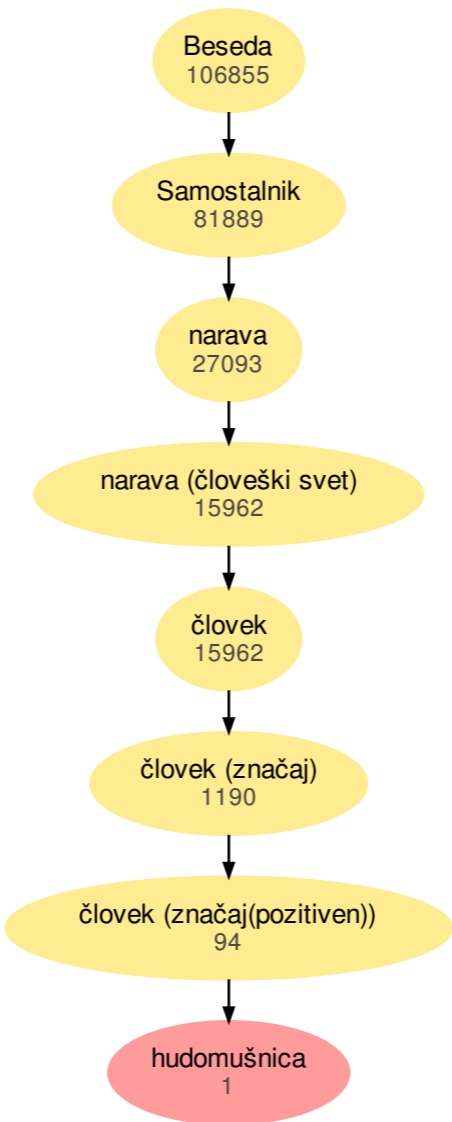 Beseda
106855
Samostalnik
81889
narava
27093
narava (človeški svet)
15962
človek
15962
človek (značaj)
1190
človek (značaj(pozitiven))
94
hudomušnica
1